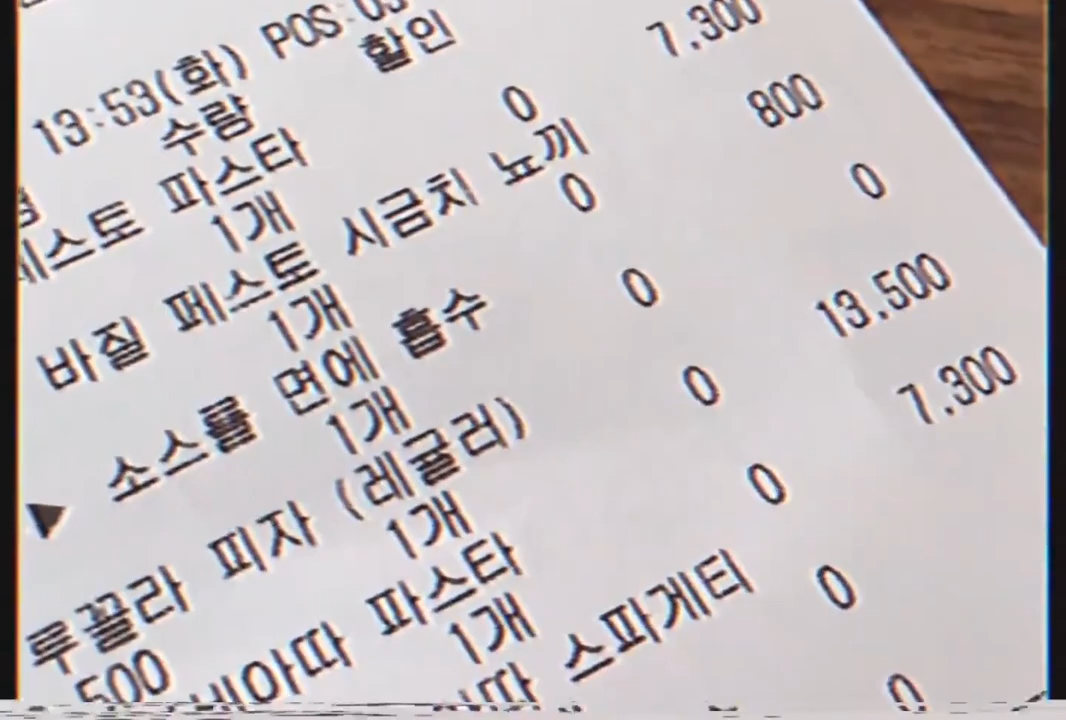 13:53(화) POS:03
수량 할인
페스토 파스타
1개 0 7,300
바질 페스토 시금치 뇨끼
1개 0 800
소스를 면에 흡수
1개 0 0
▶
루꼴라 피자 (레귤러)
1개 0 13,500
파스타
500 1개 0 7,300
스파게티
0
0